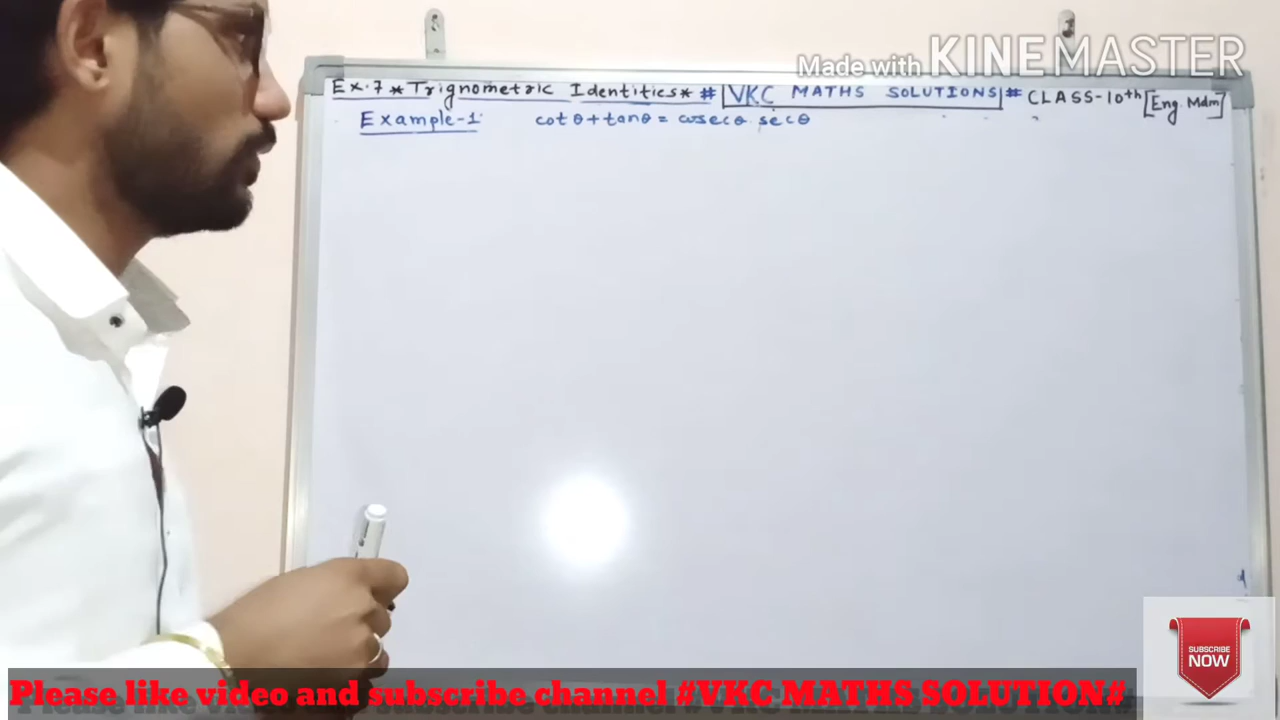 Made with KINEMASTER
Ex.7 * Trignometric Identities * # VKC MATHS SOLUTIONS # CLASS-10th [Eng. Mdm]
Example-1. cot θ + tan θ = cosec θ . sec θ
SUBSCRIBE
NOW
Please like video and subscribe channel #VKC MATHS SOLUTION#